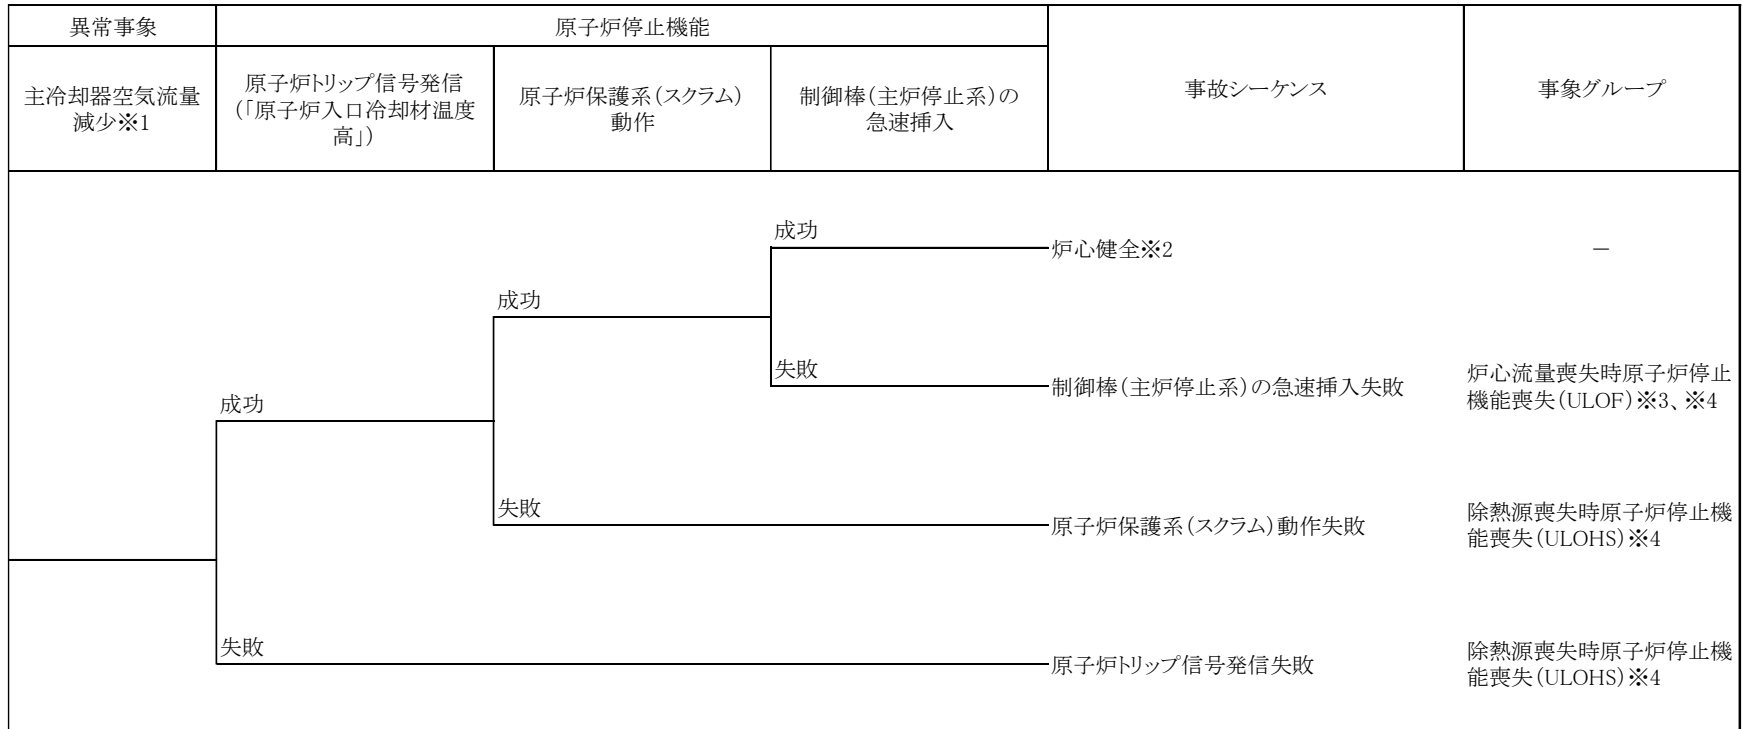 異常事象
原子炉停止機能
主冷却器空気流量
減少※1
原子炉トリップ信号発信
(「原子炉入口冷却材温度
高」)
原子炉保護系(スクラム)
動作
制御棒(主炉停止系)の
急速挿入
事故シーケンス
事象グループ
成功
炉心健全※2
－
成功
失敗
制御棒(主炉停止系)の急速挿入失敗
炉心流量喪失時原子炉停止
機能喪失(ULOF)※3、※4
成功
失敗
原子炉保護系(スクラム)動作失敗
除熱源喪失時原子炉停止機
能喪失(ULOHS)※4
失敗
原子炉トリップ信号発信失敗
除熱源喪失時原子炉停止機
能喪失(ULOHS)※4